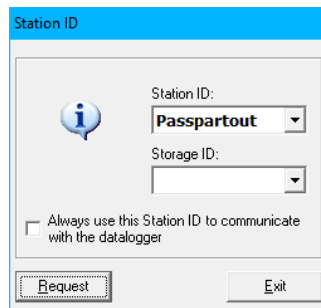 Station ID
Station ID:
Passpartout
Storage ID:
Always use this Station ID to communicate
with the datalogger
Request Exit